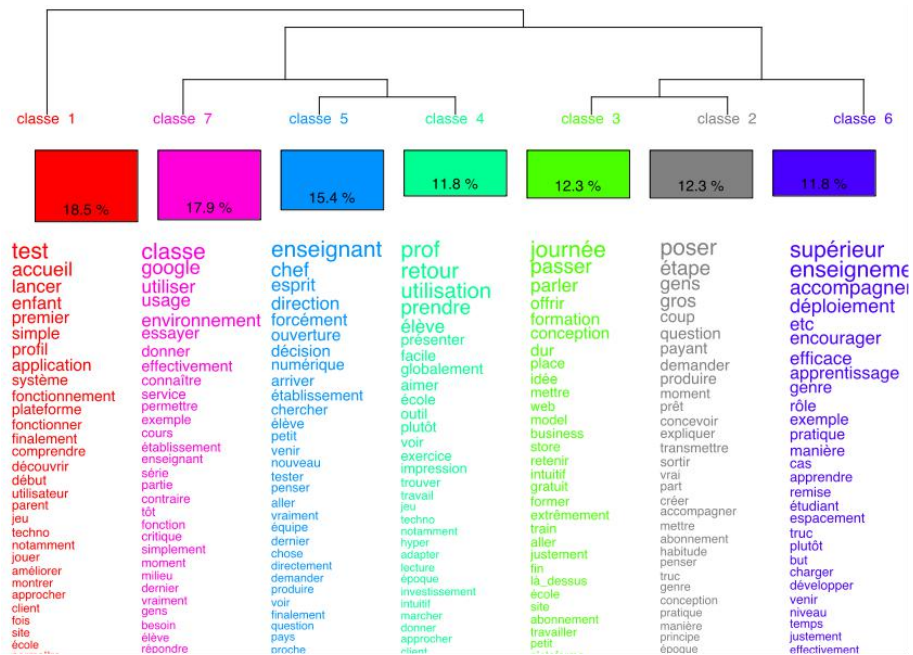 classe 1 classe 7 classe 5 classe 4 classe 3 classe 2 classe 6
18.5 % 17.9 % 15.4 % 11.8 % 12.3 % 12.3 % 11.8 %
test
accueil
lancer
enfant
premier
simple
profil
application
système
fonctionnement
plateforme
fonctionner
finalement
comprendre
découvrir
début
utilisateur
parent
jeu
techno
notamment
jouer
améliorer
montrer
approcher
client
fois
site
école
classe
google
utiliser
usage
environnement
essayer
donner
effectivement
connaître
service
permettre
exemple
cours
établissement
enseignant
série
partie
contraire
tôt
fonction
critique
simplement
moment
milieu
dernier
vraiment
gens
besoin
élève
répondre
enseignant
chef
esprit
direction
forcément
ouverture
décision
numérique
arriver
établissement
chercher
élève
petit
venir
nouveau
tester
penser
aller
vraiment
équipe
dernier
chose
directement
demander
produire
voir
finalement
question
pays
proche
prof
retour
utilisation
prendre
élève
présenter
facile
globalement
aimer
école
outil
plutôt
voir
exercice
impression
trouver
travail
jeu
techno
notamment
hyper
adapter
lecture
époque
investissement
intuitif
marcher
donner
approcher
client
journée
passer
parler
offrir
formation
conception
dur
place
idée
mettre
web
model
business
store
retenir
intuitif
gratuit
former
extrêmement
train
aller
justement
fin
là_dessus
école
site
abonnement
travailler
petit
poser
étape
gens
gros
coup
question
payant
demander
produire
moment
prêt
concevoir
expliquer
transmettre
sortir
vrai
part
créer
accompagner
mettre
abonnement
habitude
penser
truc
genre
conception
pratique
manière
principe
époque
supérieur
enseigneme
accompagner
déploiement
etc
encourager
efficace
apprentissage
genre
rôle
exemple
pratique
manière
cas
apprendre
remise
étudiant
espacement
truc
plutôt
but
charger
développer
venir
niveau
temps
justement
effectivement